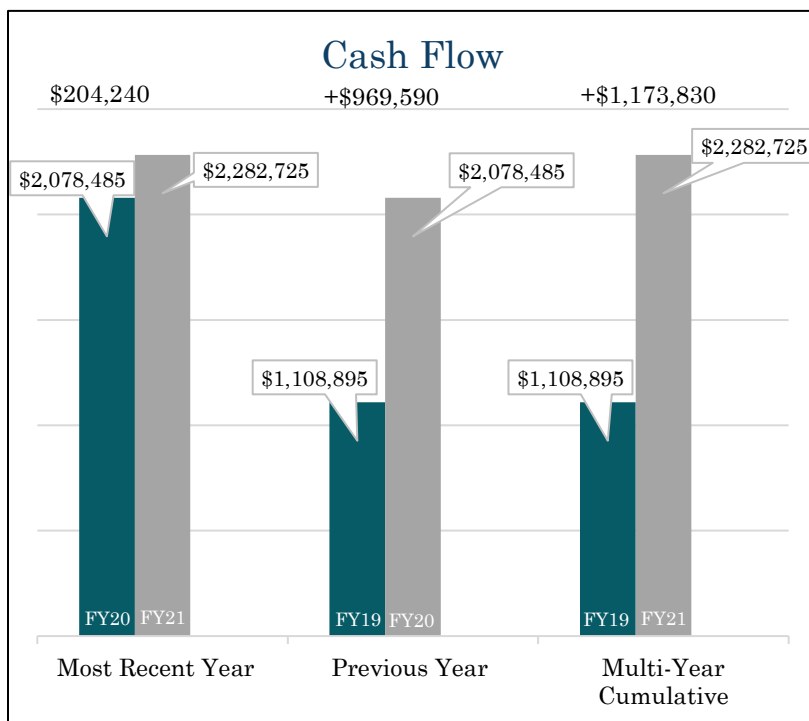 Cash Flow
$204,240
+$969,590
+$1,173,830
$2,078,485
$2,282,725
$2,078,485
$2,282,725
$1,108,895
$1,108,895
FY20
FY21
FY19
FY20
FY19
FY21
Most Recent Year
Previous Year
Multi-Year
Cumulative